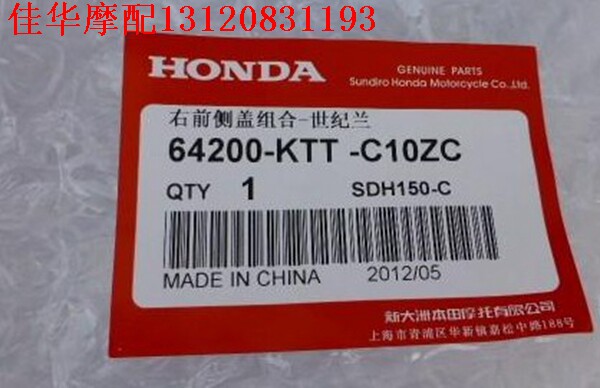 佳华摩配13120831193
HONDA
GENUINE PARTS
Sundiro Honda Motorcycle Co.,Ltd.
右前侧盖组合-世纪兰
64200-KTT -C10ZC
QTY 1 SDH150-C
MADE IN CHINA 2012/05
新大洲本田摩托有限公司
上海市青浦区华新镇嘉松中路188号